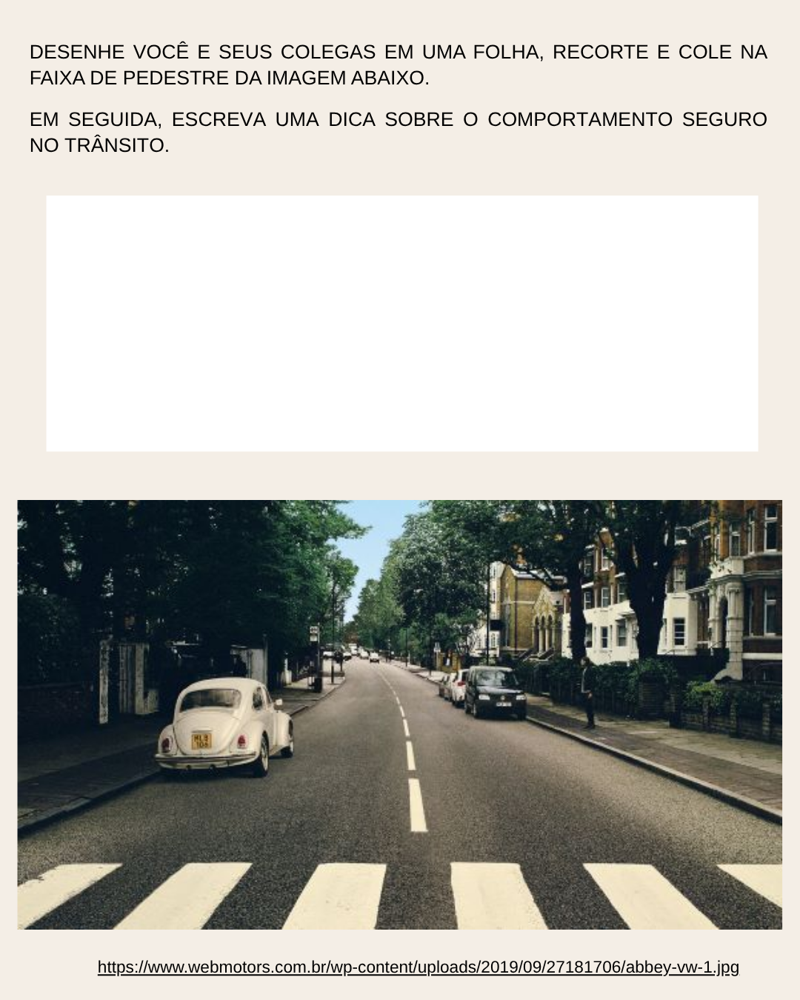 DESENHE VOCÊ E SEUS COLEGAS EM UMA FOLHA, RECORTE E COLE NA
FAIXA DE PEDESTRE DA IMAGEM ABAIXO.
EM SEGUIDA, ESCREVA UMA DICA SOBRE O COMPORTAMENTO SEGURO
NO TRÂNSITO.
https://www.webmotors.com.br/wp-content/uploads/2019/09/27181706/abbey-vw-1.jpg